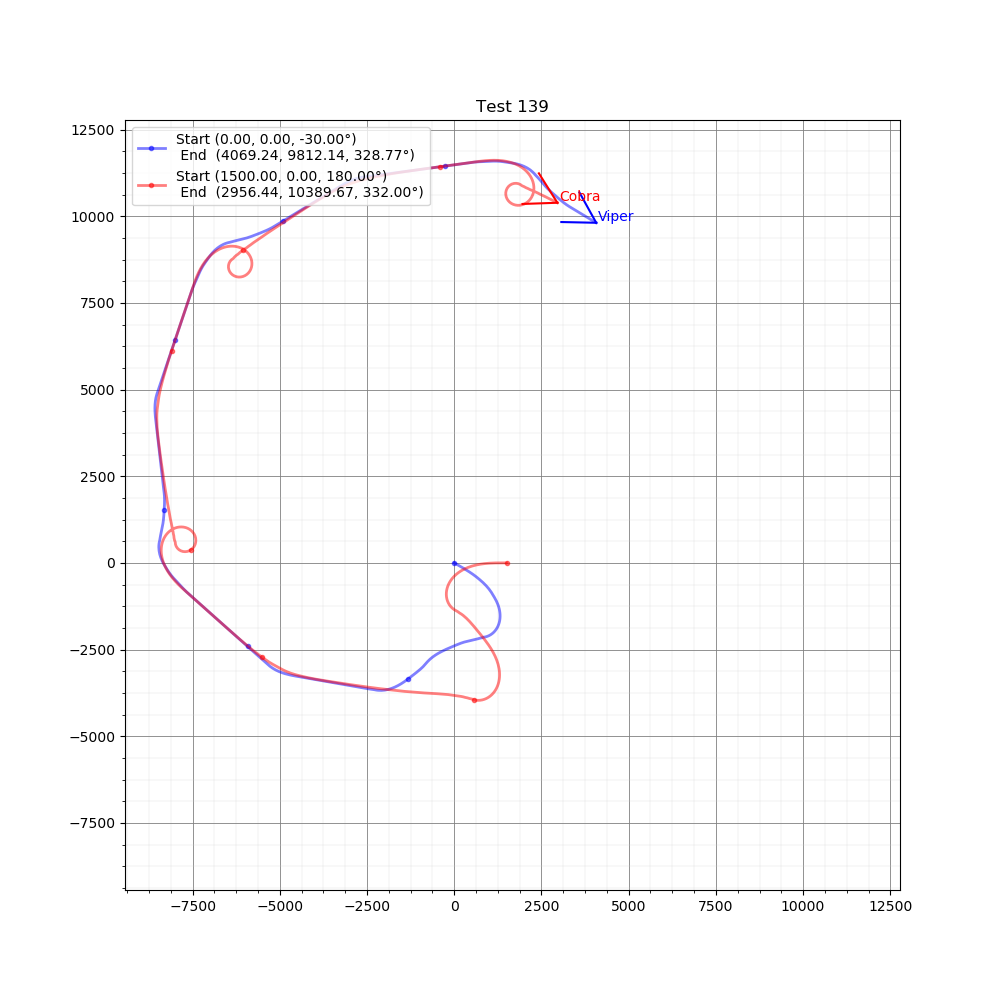 Test 139
Start (0.00, 0.00, -30.00°)
End  (4069.24, 9812.14, 328.77°)
Start (1500.00, 0.00, 180.00°)
End  (2956.44, 10389.67, 332.00°)
Cobra
Viper
12500
10000
7500
5000
2500
0
−2500
−5000
−7500
−7500 −5000 −2500 0 2500 5000 7500 10000 12500